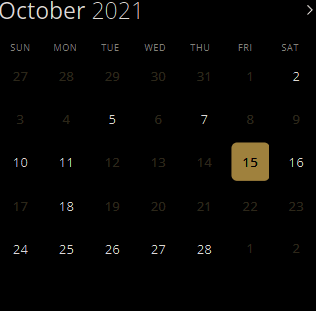 October 2021
SUN MON TUE WED THU FRI SAT
27 28 29 30 31 1 2
3 4 5 6 7 8 9
10 11 12 13 14 15 16
17 18 19 20 21 22 23
24 25 26 27 28 1 2